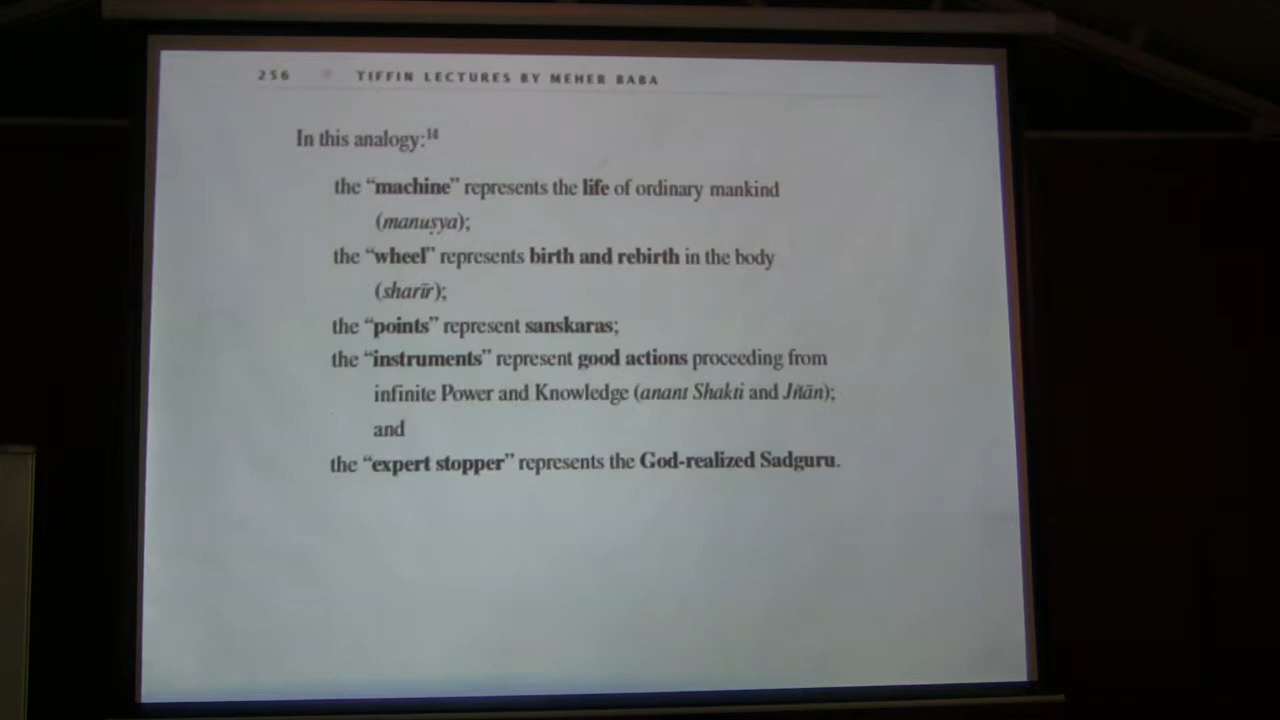 256 TIFFIN LECTURES BY MEHER BABA
In this analogy:14
the “machine” represents the life of ordinary mankind
(manuṣya);
the “wheel” represents birth and rebirth in the body
(sharīr);
the “points” represent sanskaras;
the “instruments” represent good actions proceeding from
infinite Power and Knowledge (anant Shakti and Jñān);
and
the “expert stopper” represents the God-realized Sadguru.